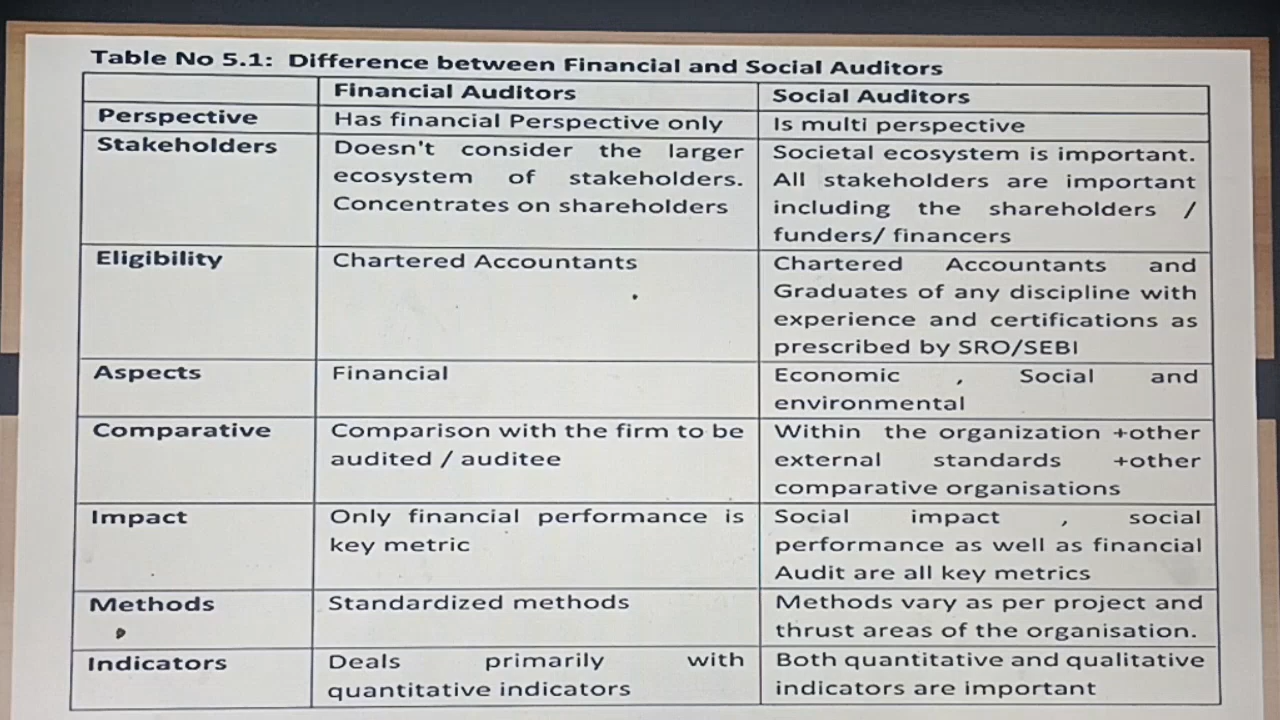 Table No 5.1: Difference between Financial and Social Auditors
Financial Auditors
Social Auditors
Perspective
Has financial Perspective only
Is multi perspective
Stakeholders
Doesn't consider the larger
ecosystem of stakeholders.
Concentrates on shareholders
Societal ecosystem is important.
All stakeholders are important
including the shareholders /
funders/ financers
Eligibility
Chartered Accountants
Chartered Accountants and
Graduates of any discipline with
experience and certifications as
prescribed by SRO/SEBI
Aspects
Financial
Economic , Social and
environmental
Comparative
Comparison with the firm to be
audited / auditee
Within the organization +other
external standards +other
comparative organisations
Impact
Only financial performance is
key metric
Social impact , social
performance as well as financial
Audit are all key metrics
Methods
Standardized methods
Methods vary as per project and
thrust areas of the organisation.
Indicators
Deals primarily with
quantitative indicators
Both quantitative and qualitative
indicators are important